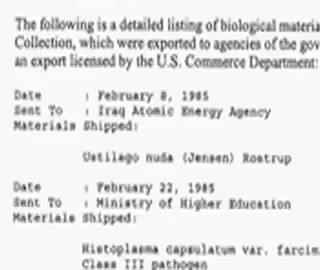 The following is a detailed listing of biological materia
Collection, which were exported to agencies of the gov
an export licensed by the U.S. Commerce Department:
Date : February 8, 1985
Sent To : Iraq Atomic Energy Agency
Materials Shipped:
Ustilago nuda (Jensen) Rostrup
Date : February 22, 1985
Sent To : Ministry of Higher Education
Materials Shipped:
Histoplasma capsulatum var. farcim
Class III pathogen